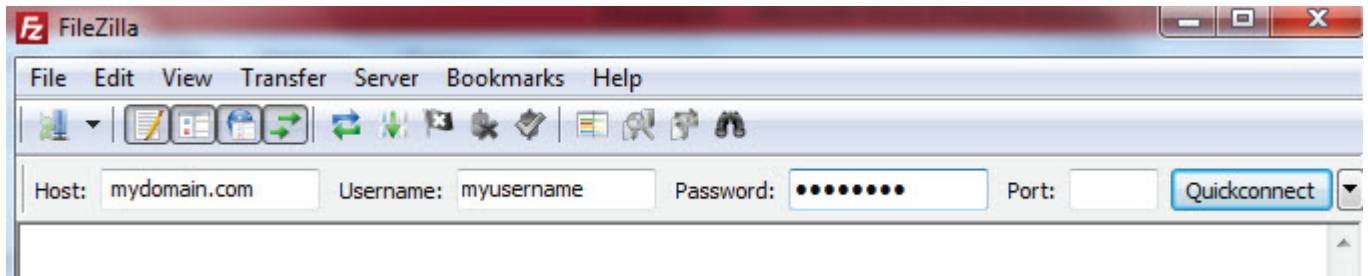 FileZilla
File Edit View Transfer Server Bookmarks Help
Host: mydomain.com Username: myusername Password: •••••••• Port: Quickconnect